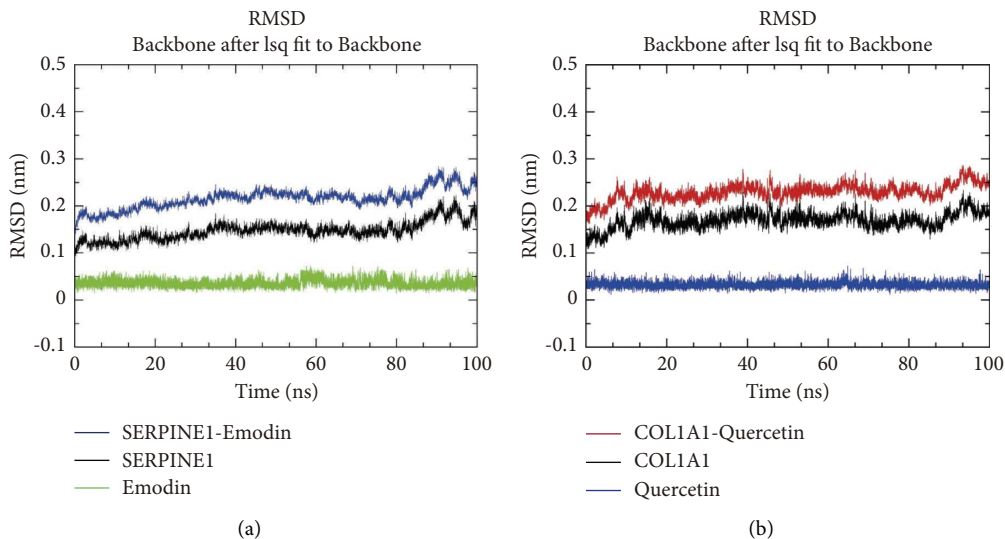 RMSD
Backbone after lsq fit to Backbone
0.5
0.4
0.3
0.2
0.1
0
-0.1
RMSD (nm)
0 20 40 60 80 100
Time (ns)
SERPINE1-Emodin
SERPINE1
Emodin
(a)
RMSD
Backbone after lsq fit to Backbone
0.5
0.4
0.3
0.2
0.1
0
-0.1
RMSD (nm)
0 20 40 60 80 100
Time (ns)
COL1A1-Quercetin
COL1A1
Quercetin
(b)